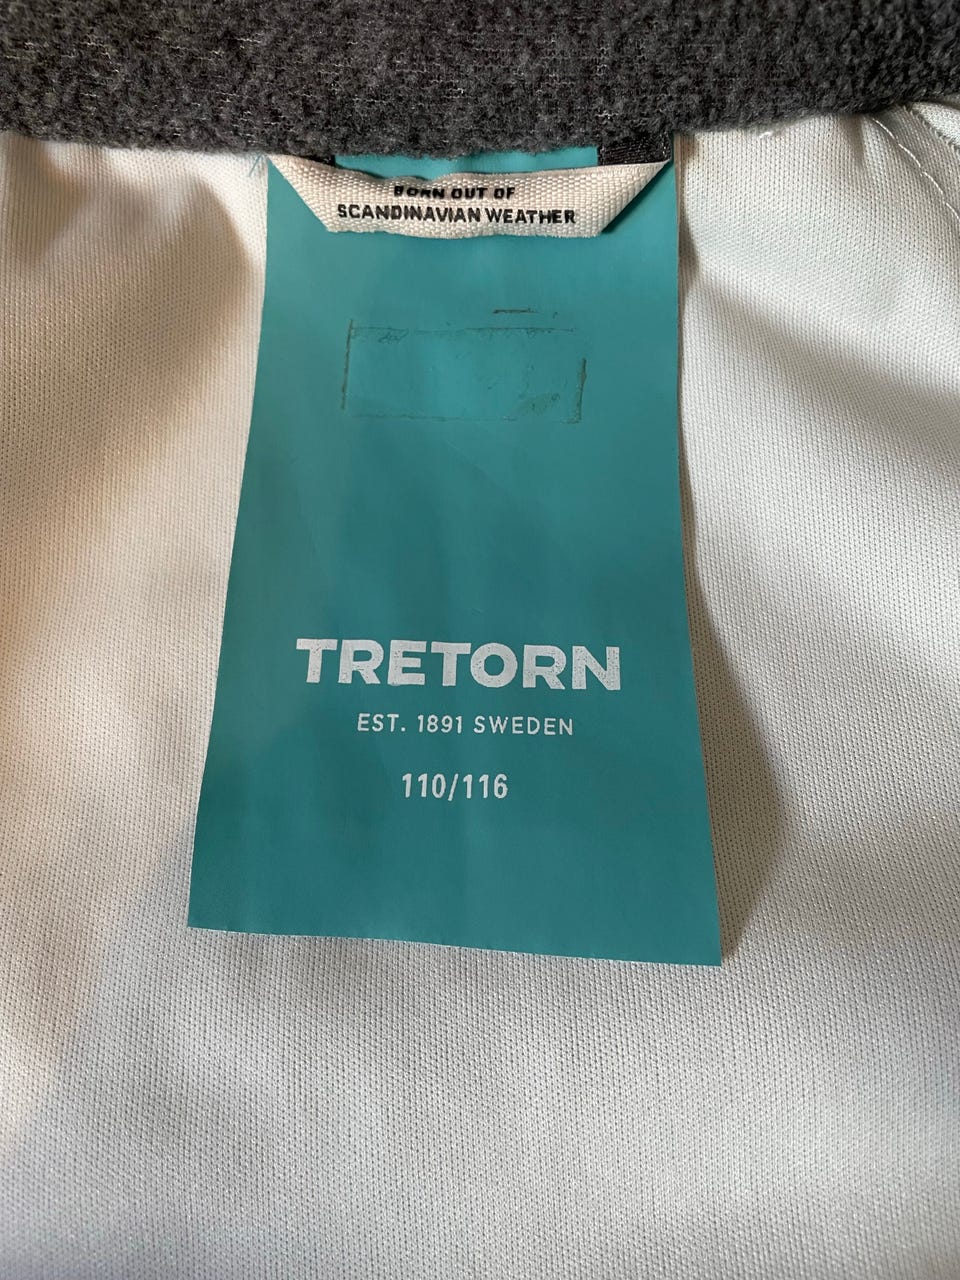 BORN OUT OF
SCANDINAVIAN WEATHER
TRETORN
EST. 1891 SWEDEN
110/116